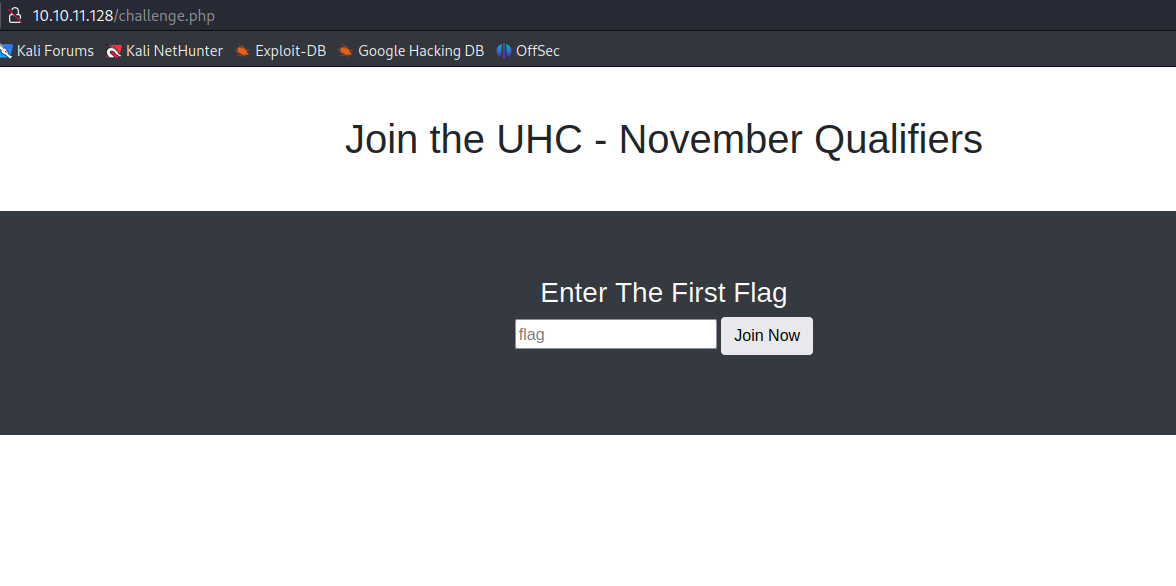 10.10.11.128/challenge.php
Kali Forums Kali NetHunter Exploit-DB Google Hacking DB OffSec
Join the UHC - November Qualifiers
Enter The First Flag
flag Join Now